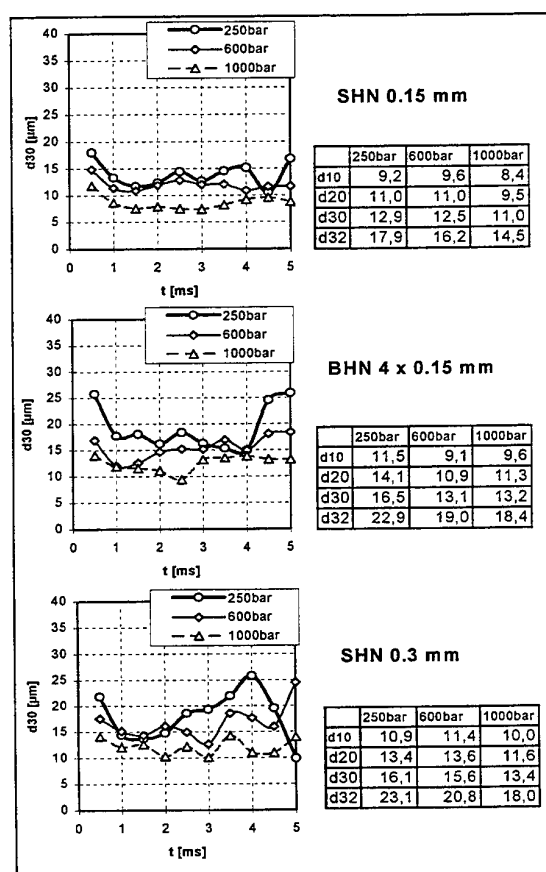 250bar
600bar
1000bar
40
35
30
25
20
15
10
5
0
d30 [µm]
0 1 2 3 4 5
t [ms]
SHN 0.15 mm
250bar 600bar 1000bar
d10 9,2 9,6 8,4
d20 11,0 11,0 9,5
d30 12,9 12,5 11,0
d32 17,9 16,2 14,5
250bar
600bar
1000bar
40
35
30
25
20
15
10
5
0
d30 [µm]
0 1 2 3 4 5
t [ms]
BHN 4 x 0.15 mm
250bar 600bar 1000bar
d10 11,5 9,1 9,6
d20 14,1 10,9 11,3
d30 16,5 13,1 13,2
d32 22,9 19,0 18,4
250bar
600bar
1000bar
40
35
30
25
20
15
10
5
0
d30 [µm]
0 1 2 3 4 5
t [ms]
SHN 0.3 mm
250bar 600bar 1000bar
d10 10,9 11,4 10,0
d20 13,4 13,6 11,6
d30 16,1 15,6 13,4
d32 23,1 20,8 18,0